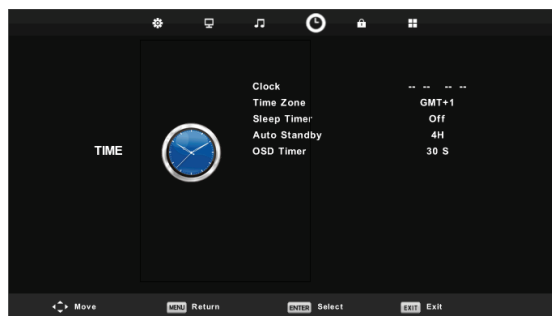 Clock -- -- -- --
Time Zone GMT+1
Sleep Timer Off
Auto Standby 4H
TIME
OSD Timer 30 S
Move MENU Return ENTER Select EXIT Exit